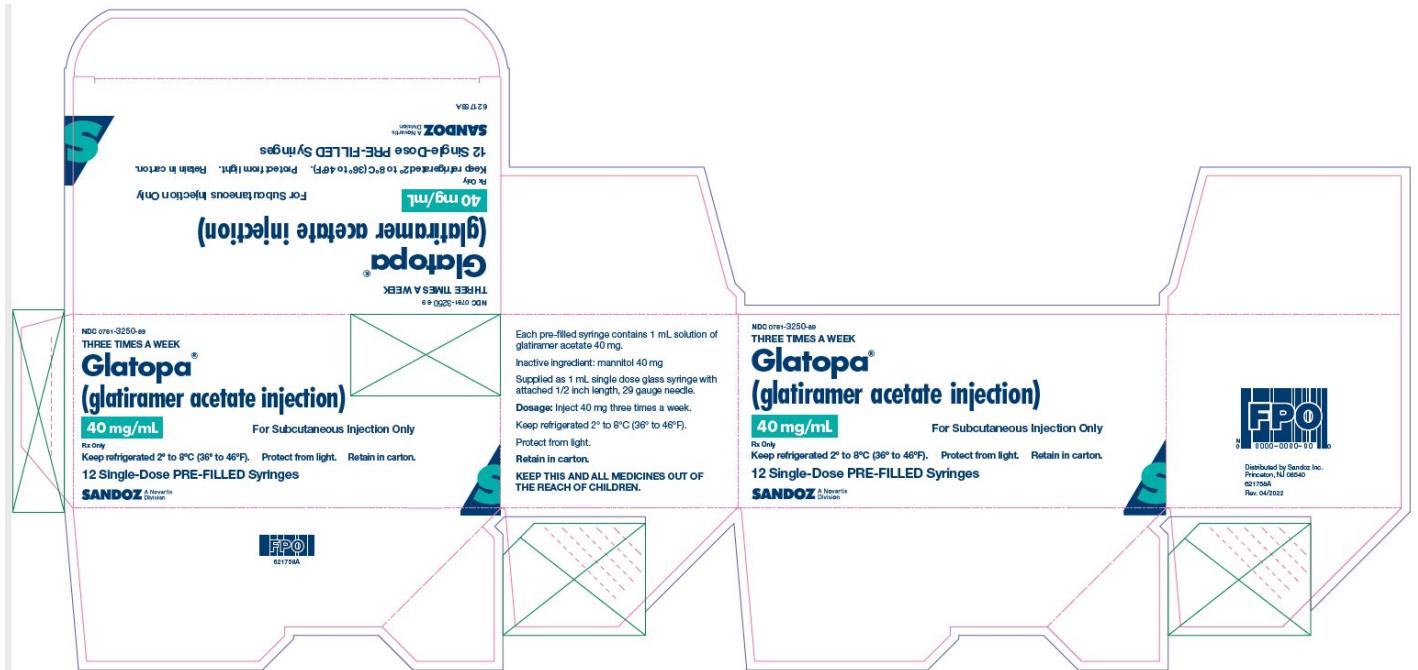 621758A
SANDOZ A Novartis Division
12 Single-Dose PRE-FILLED Syringes
Keep refrigerated 2° to 8°C (36° to 46°F). Protect from light. Retain in carton.
Rx Only
40 mg/mL For Subcutaneous Injection Only
(glatiramer acetate injection)
Glatopa®
THREE TIMES A WEEK
NDC 0781-3250-89
NDC 0781-3250-89
THREE TIMES A WEEK
Glatopa®
(glatiramer acetate injection)
40 mg/mL For Subcutaneous Injection Only
Rx Only
Keep refrigerated 2° to 8°C (36° to 46°F). Protect from light. Retain in carton.
12 Single-Dose PRE-FILLED Syringes
SANDOZ A Novartis Division
S
FPO
621758A
Each pre-filled syringe contains 1 mL solution of
glatiramer acetate 40 mg.
Inactive ingredient: mannitol 40 mg
Supplied as 1 mL single dose glass syringe with
attached 1/2 inch length, 29 gauge needle.
Dosage: Inject 40 mg three times a week.
Keep refrigerated 2° to 8°C (36° to 46°F).
Protect from light.
Retain in carton.
KEEP THIS AND ALL MEDICINES OUT OF
THE REACH OF CHILDREN.
NDC 0781-3250-89
THREE TIMES A WEEK
Glatopa®
(glatiramer acetate injection)
40 mg/mL For Subcutaneous Injection Only
Rx Only
Keep refrigerated 2° to 8°C (36° to 46°F). Protect from light. Retain in carton.
12 Single-Dose PRE-FILLED Syringes
SANDOZ A Novartis Division
S
FPO
N 0 0000-0000-00 0
Distributed by Sandoz Inc.
Princeton, NJ 08540
621758A
Rev. 04/2022